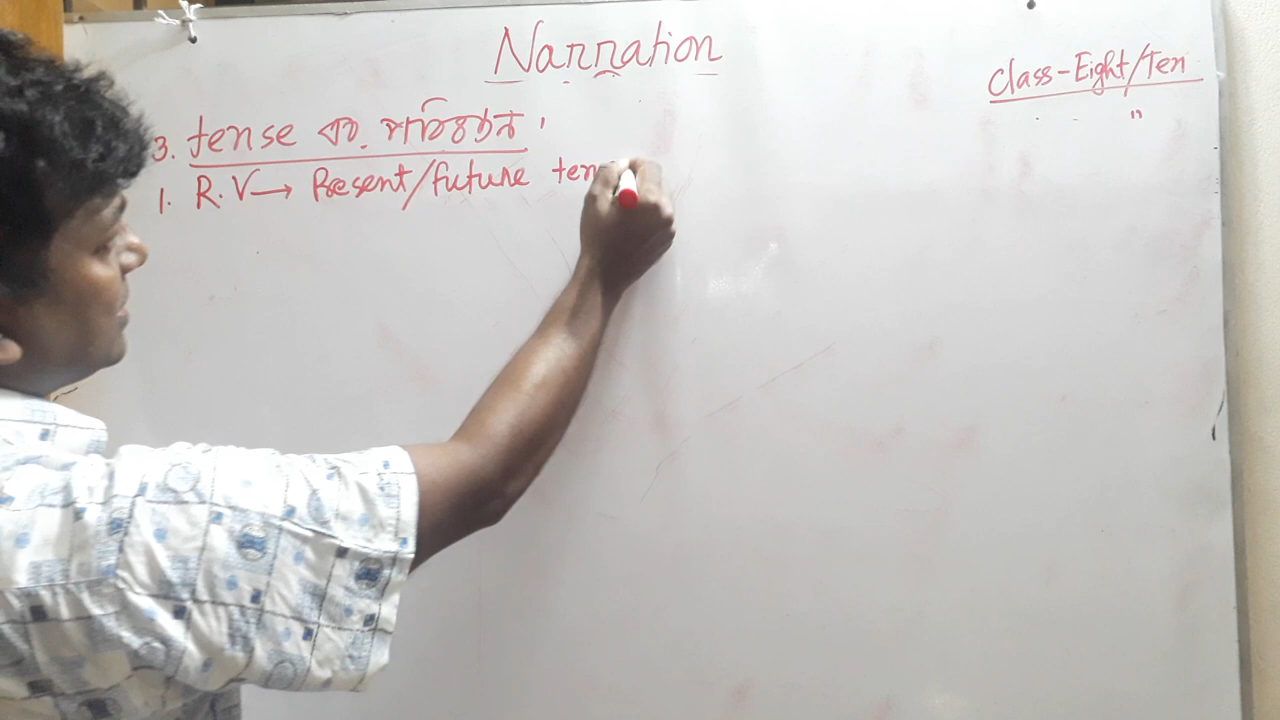 Narration
Class-Eight/Ten
"
3. tense এর পরিবর্তন।
1. R.V→ Present/future ten